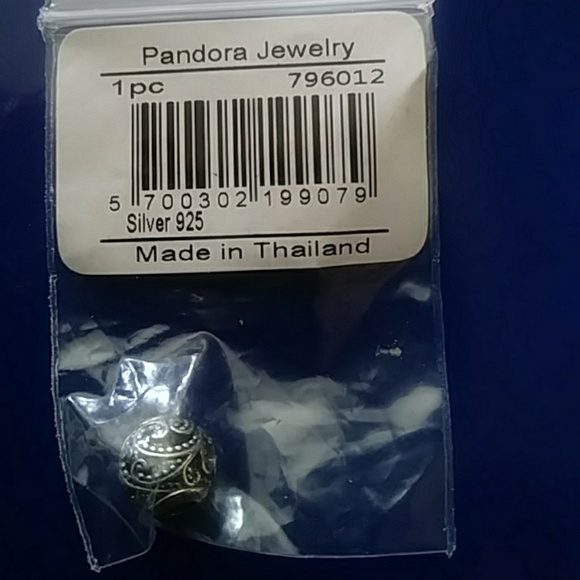 Pandora Jewelry
1pc 796012
5 700302 199079
Silver 925
Made in Thailand